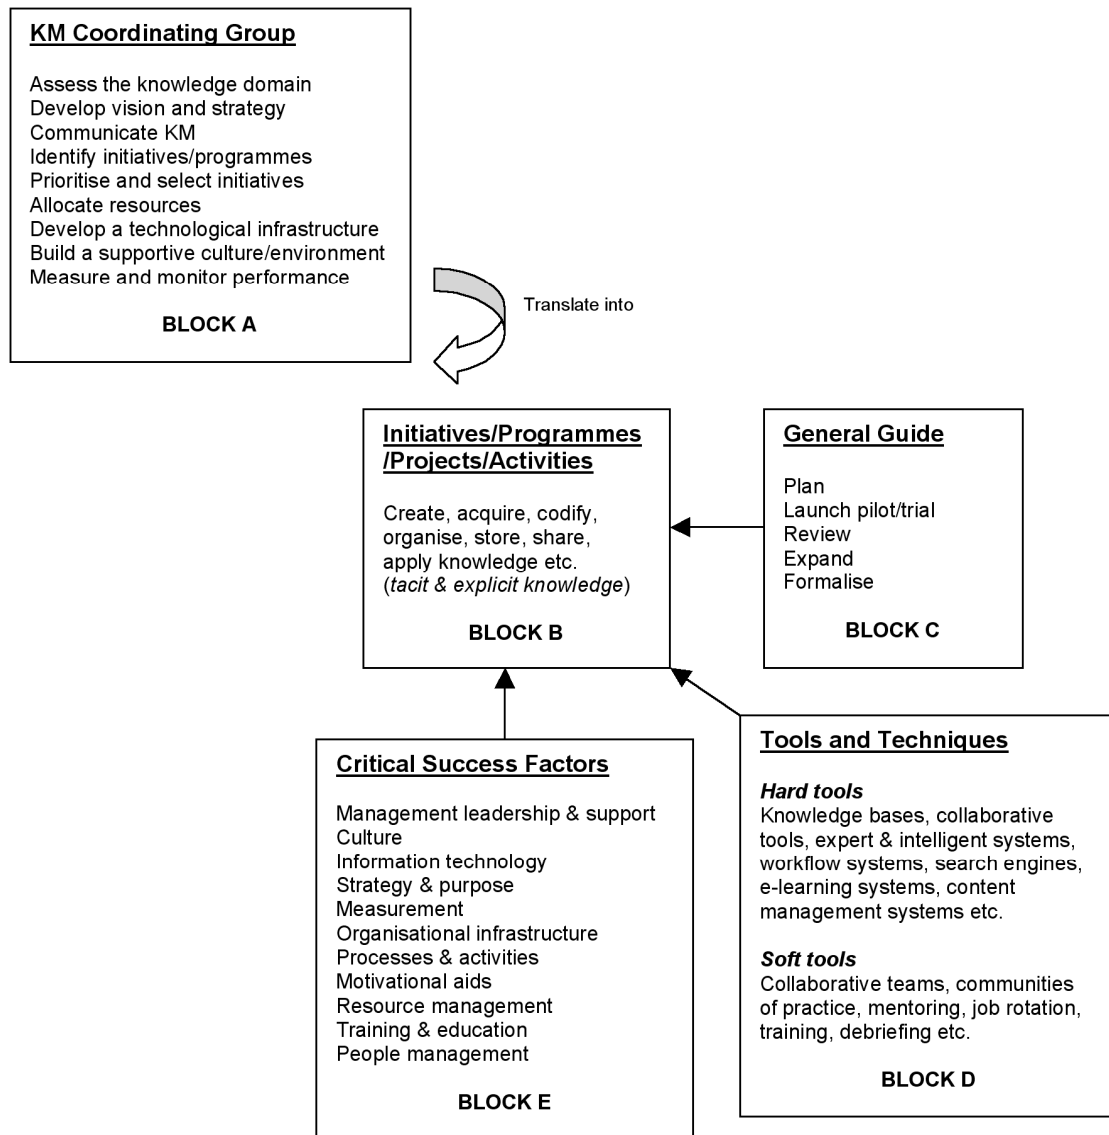 KM Coordinating Group
Assess the knowledge domain
Develop vision and strategy
Communicate KM
Identify initiatives/programmes
Prioritise and select initiatives
Allocate resources
Develop a technological infrastructure
Build a supportive culture/environment
Measure and monitor performance
BLOCK A
Translate into
Initiatives/Programmes
/Projects/Activities
Create, acquire, codify,
organise, store, share,
apply knowledge etc.
(tacit & explicit knowledge)
BLOCK B
General Guide
Plan
Launch pilot/trial
Review
Expand
Formalise
BLOCK C
Critical Success Factors
Management leadership & support
Culture
Information technology
Strategy & purpose
Measurement
Organisational infrastructure
Processes & activities
Motivational aids
Resource management
Training & education
People management
BLOCK E
Tools and Techniques
Hard tools
Knowledge bases, collaborative
tools, expert & intelligent systems,
workflow systems, search engines,
e-learning systems, content
management systems etc.
Soft tools
Collaborative teams, communities
of practice, mentoring, job rotation,
training, debriefing etc.
BLOCK D